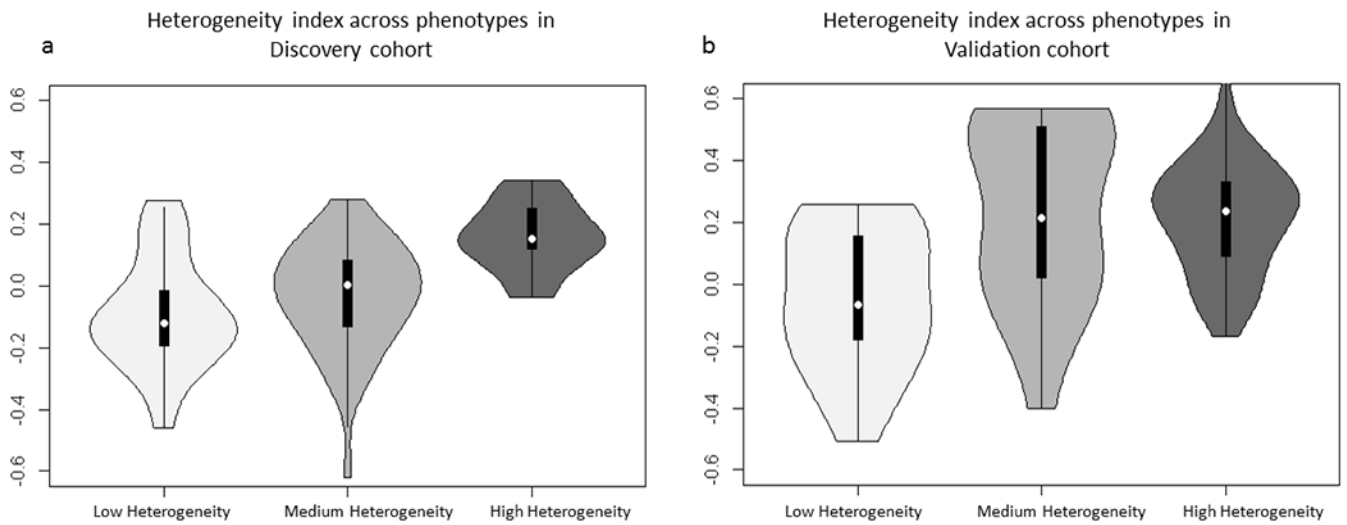 Heterogeneity index across phenotypes in
Discovery cohort
a
0.6
0.4
0.2
0.0
-0.2
-0.4
-0.6
Low Heterogeneity
Medium Heterogeneity
High Heterogeneity
Heterogeneity index across phenotypes in
Validation cohort
b
0.6
0.4
0.2
0.0
-0.2
-0.4
-0.6
Low Heterogeneity
Medium Heterogeneity
High Heterogeneity